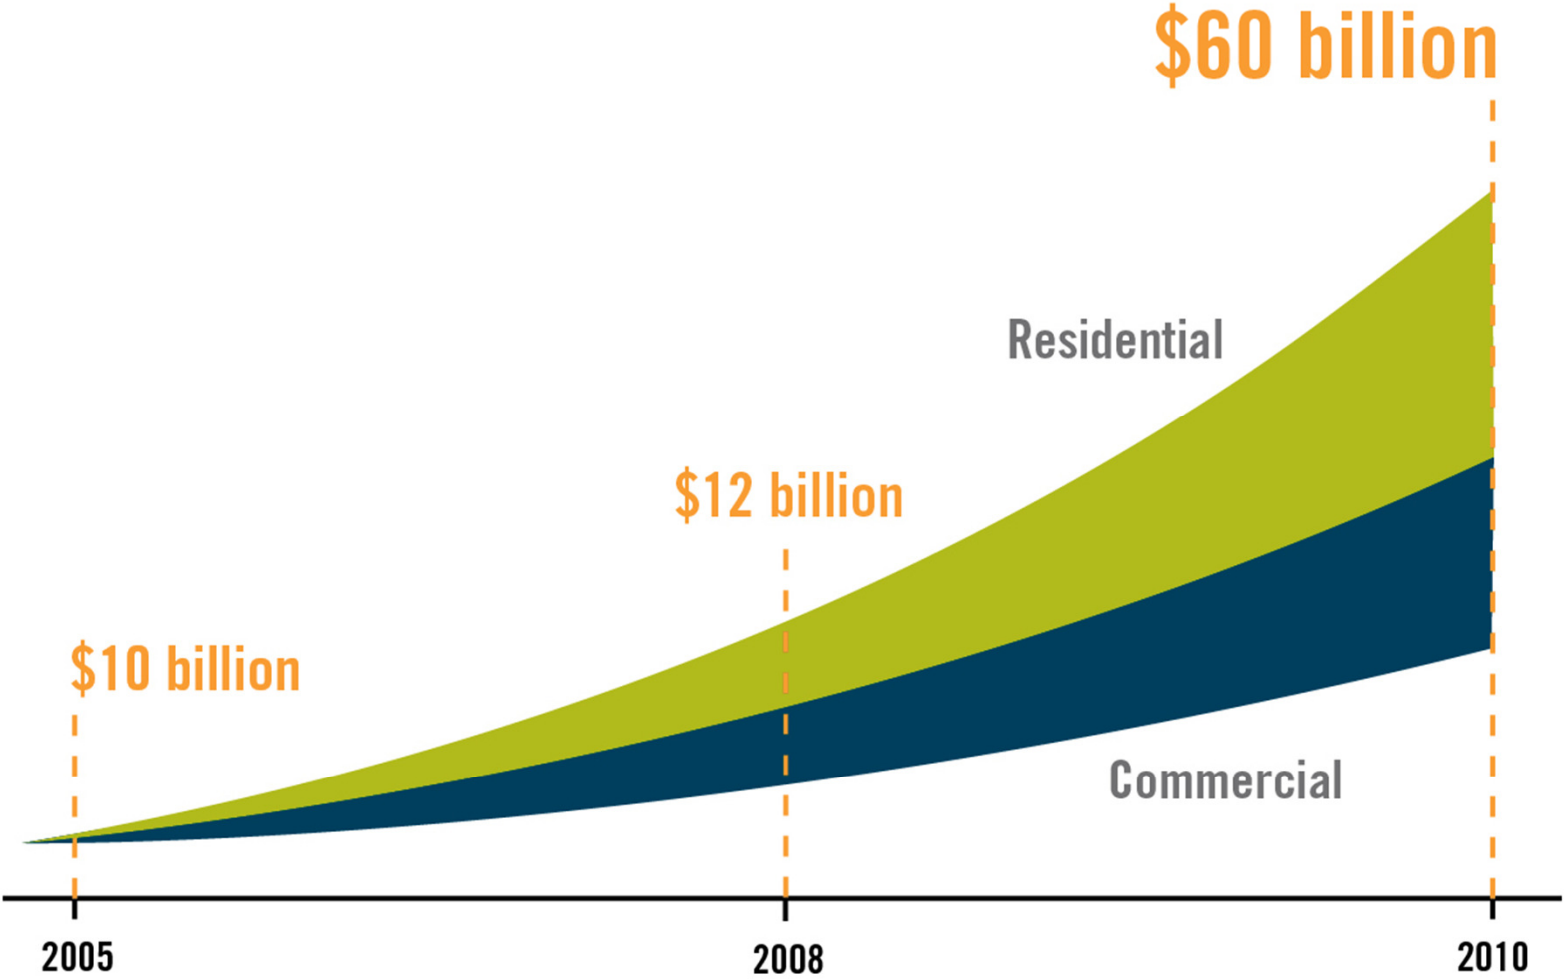 $60 billion
Residential
$12 billion
$10 billion
Commercial
2005
2008
2010